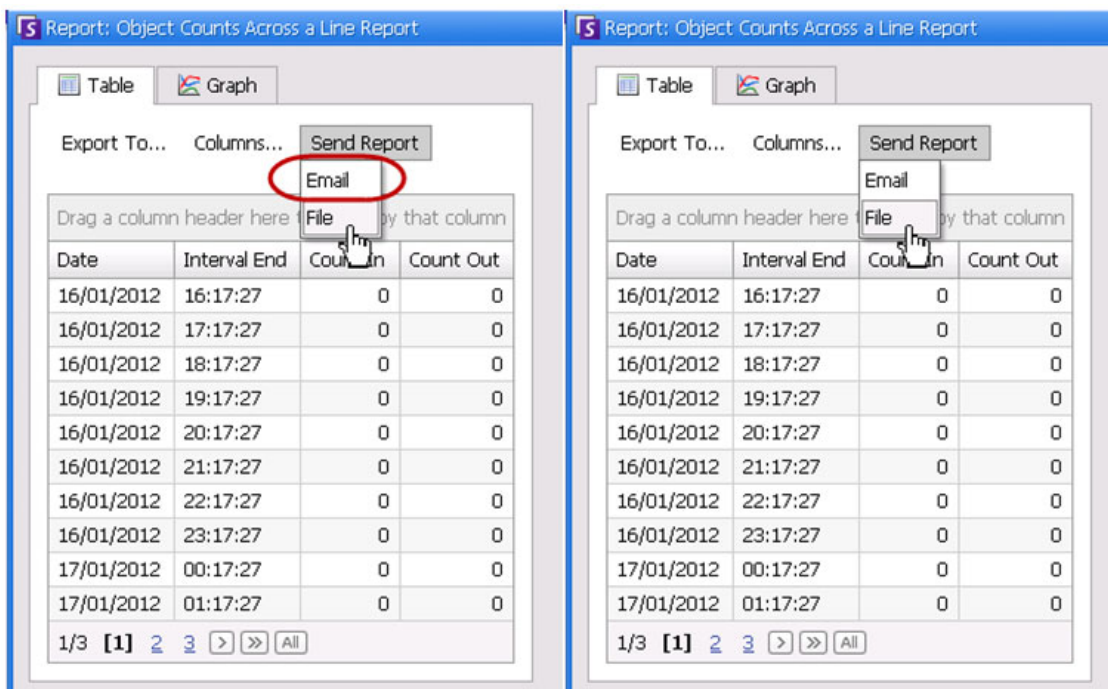 Report: Object Counts Across a Line Report
Table Graph
Export To... Columns... Send Report
Email
File
Drag a column header here by that column
Date Interval End Count In Count Out
16/01/2012 16:17:27 0 0
16/01/2012 17:17:27 0 0
16/01/2012 18:17:27 0 0
16/01/2012 19:17:27 0 0
16/01/2012 20:17:27 0 0
16/01/2012 21:17:27 0 0
16/01/2012 22:17:27 0 0
16/01/2012 23:17:27 0 0
17/01/2012 00:17:27 0 0
17/01/2012 01:17:27 0 0
1/3 [1] 2 3 > >> All
Report: Object Counts Across a Line Report
Table Graph
Export To... Columns... Send Report
Email
File
Drag a column header here by that column
Date Interval End Count In Count Out
16/01/2012 16:17:27 0 0
16/01/2012 17:17:27 0 0
16/01/2012 18:17:27 0 0
16/01/2012 19:17:27 0 0
16/01/2012 20:17:27 0 0
16/01/2012 21:17:27 0 0
16/01/2012 22:17:27 0 0
16/01/2012 23:17:27 0 0
17/01/2012 00:17:27 0 0
17/01/2012 01:17:27 0 0
1/3 [1] 2 3 > >> All